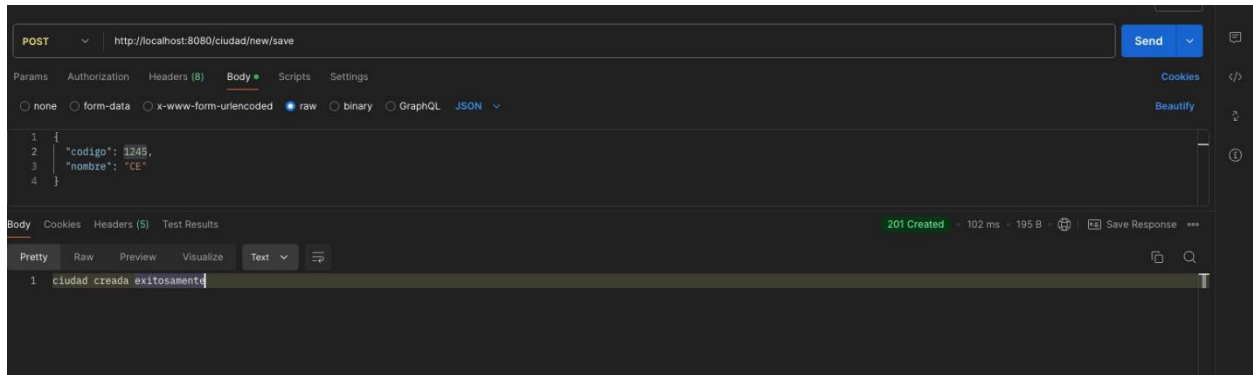 POST http://localhost:8080/ciudad/new/save Send
Params Authorization Headers (8) Body Scripts Settings Cookies
none form-data x-www-form-urlencoded raw binary GraphQL JSON Beautify
1 {
2 "codigo": 1245,
3 "nombre": "CE"
4 }
Body Cookies Headers (5) Test Results 201 Created 102 ms 195 B Save Response
Pretty Raw Preview Visualize Text
1 ciudad creada exitosamente